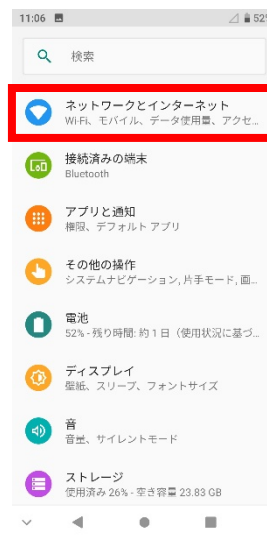 11:06 52%
検索
ネットワークとインターネット
Wi-Fi、モバイル、データ使用量、アクセ...
接続済みの端末
Bluetooth
アプリと通知
権限、デフォルト アプリ
その他の操作
システムナビゲーション, 片手モード, 画...
電池
52% - 残り時間: 約 1 日（使用状況に基づ...
ディスプレイ
壁紙、スリープ、フォントサイズ
音
音量、サイレントモード
ストレージ
使用済み 26% - 空き容量 23.83 GB